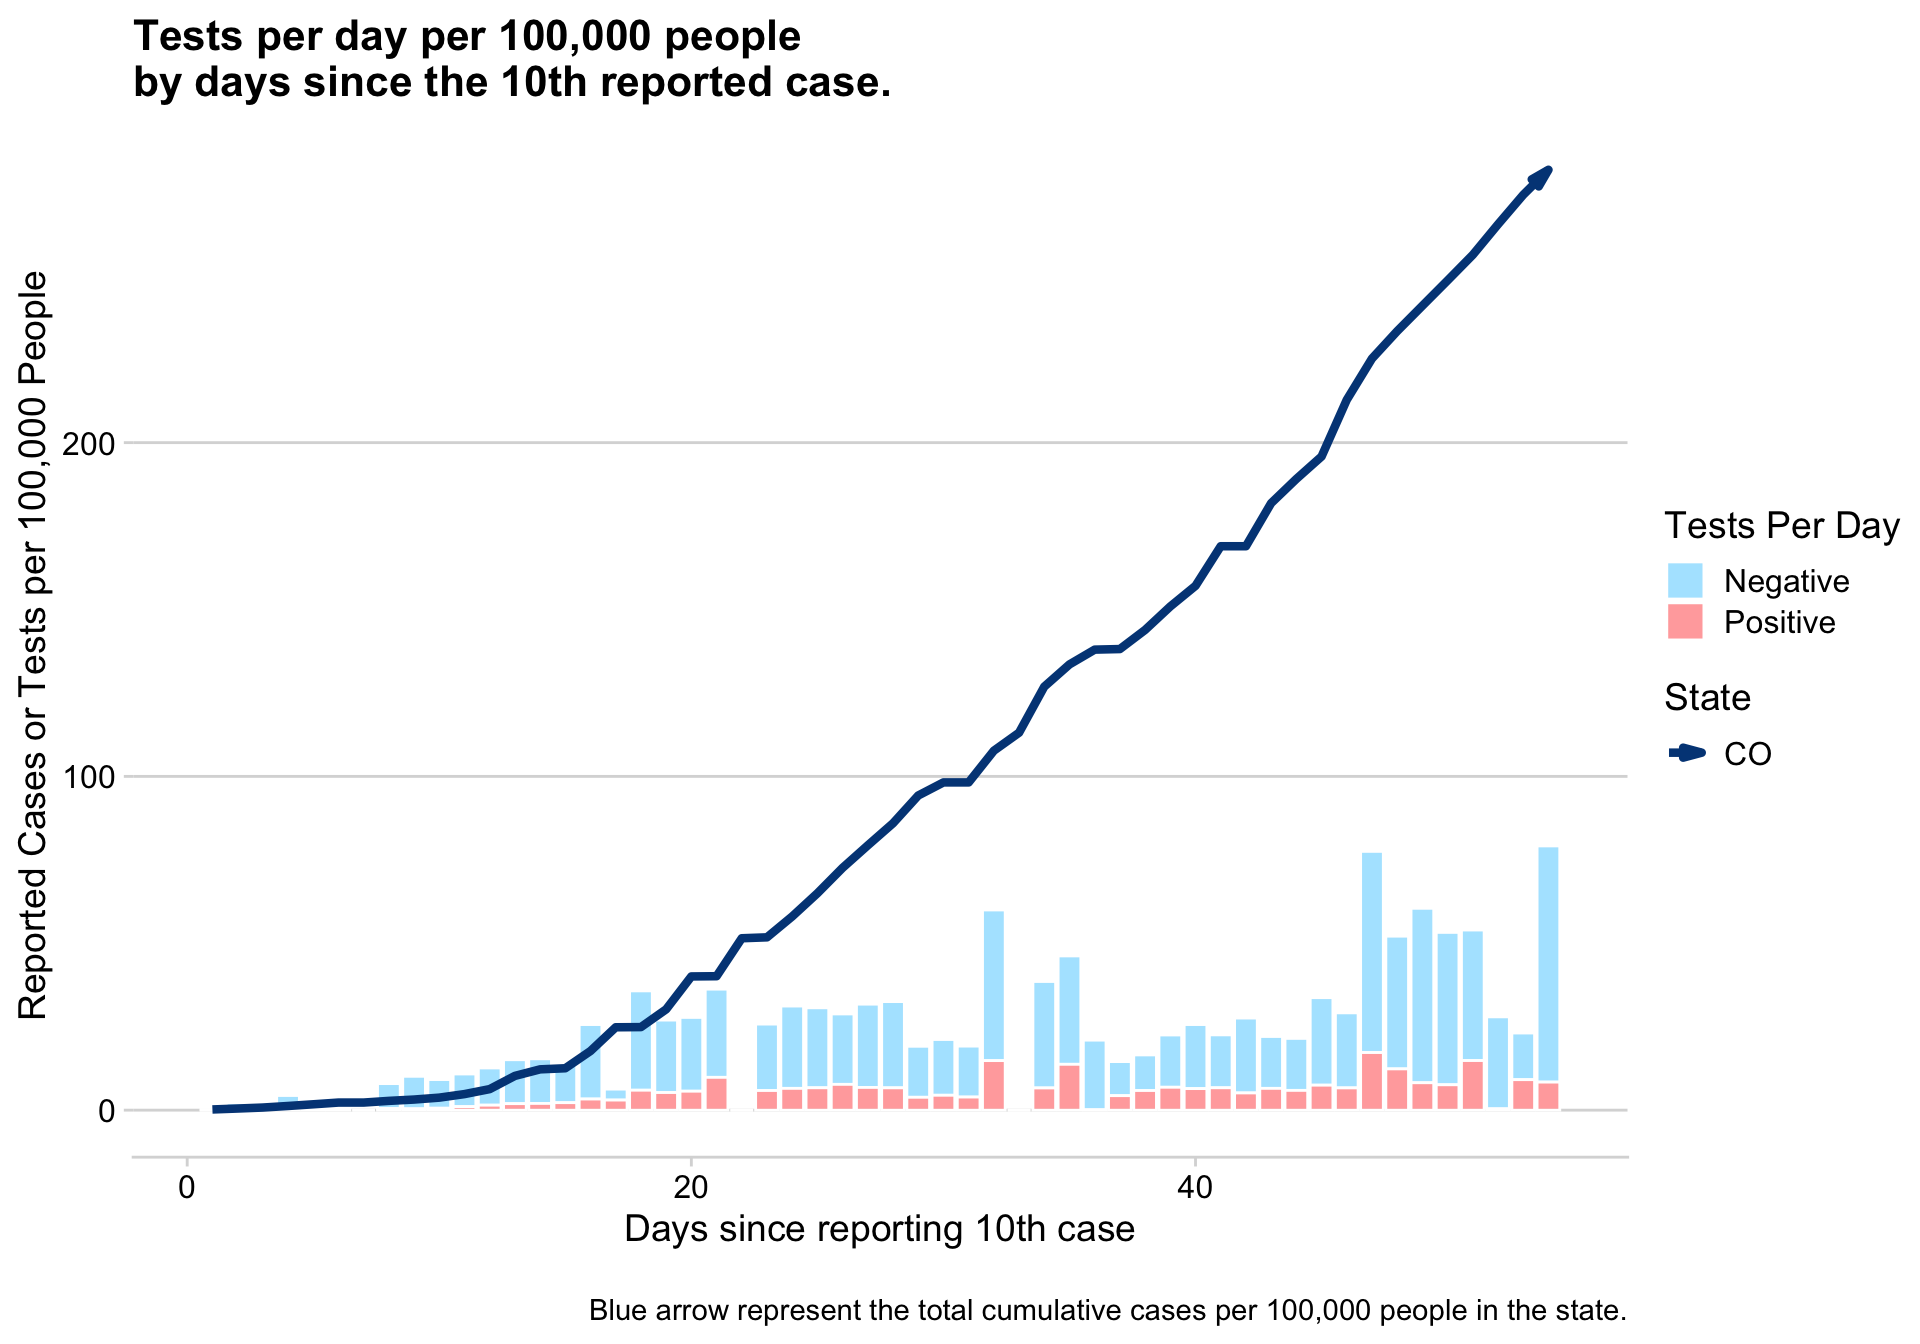 Tests per day per 100,000 people
by days since the 10th reported case.
Reported Cases or Tests per 100,000 People
200
100
0
0
20
40
Days since reporting 10th case
Tests Per Day
Negative
Positive
State
CO
Blue arrow represent the total cumulative cases per 100,000 people in the state.